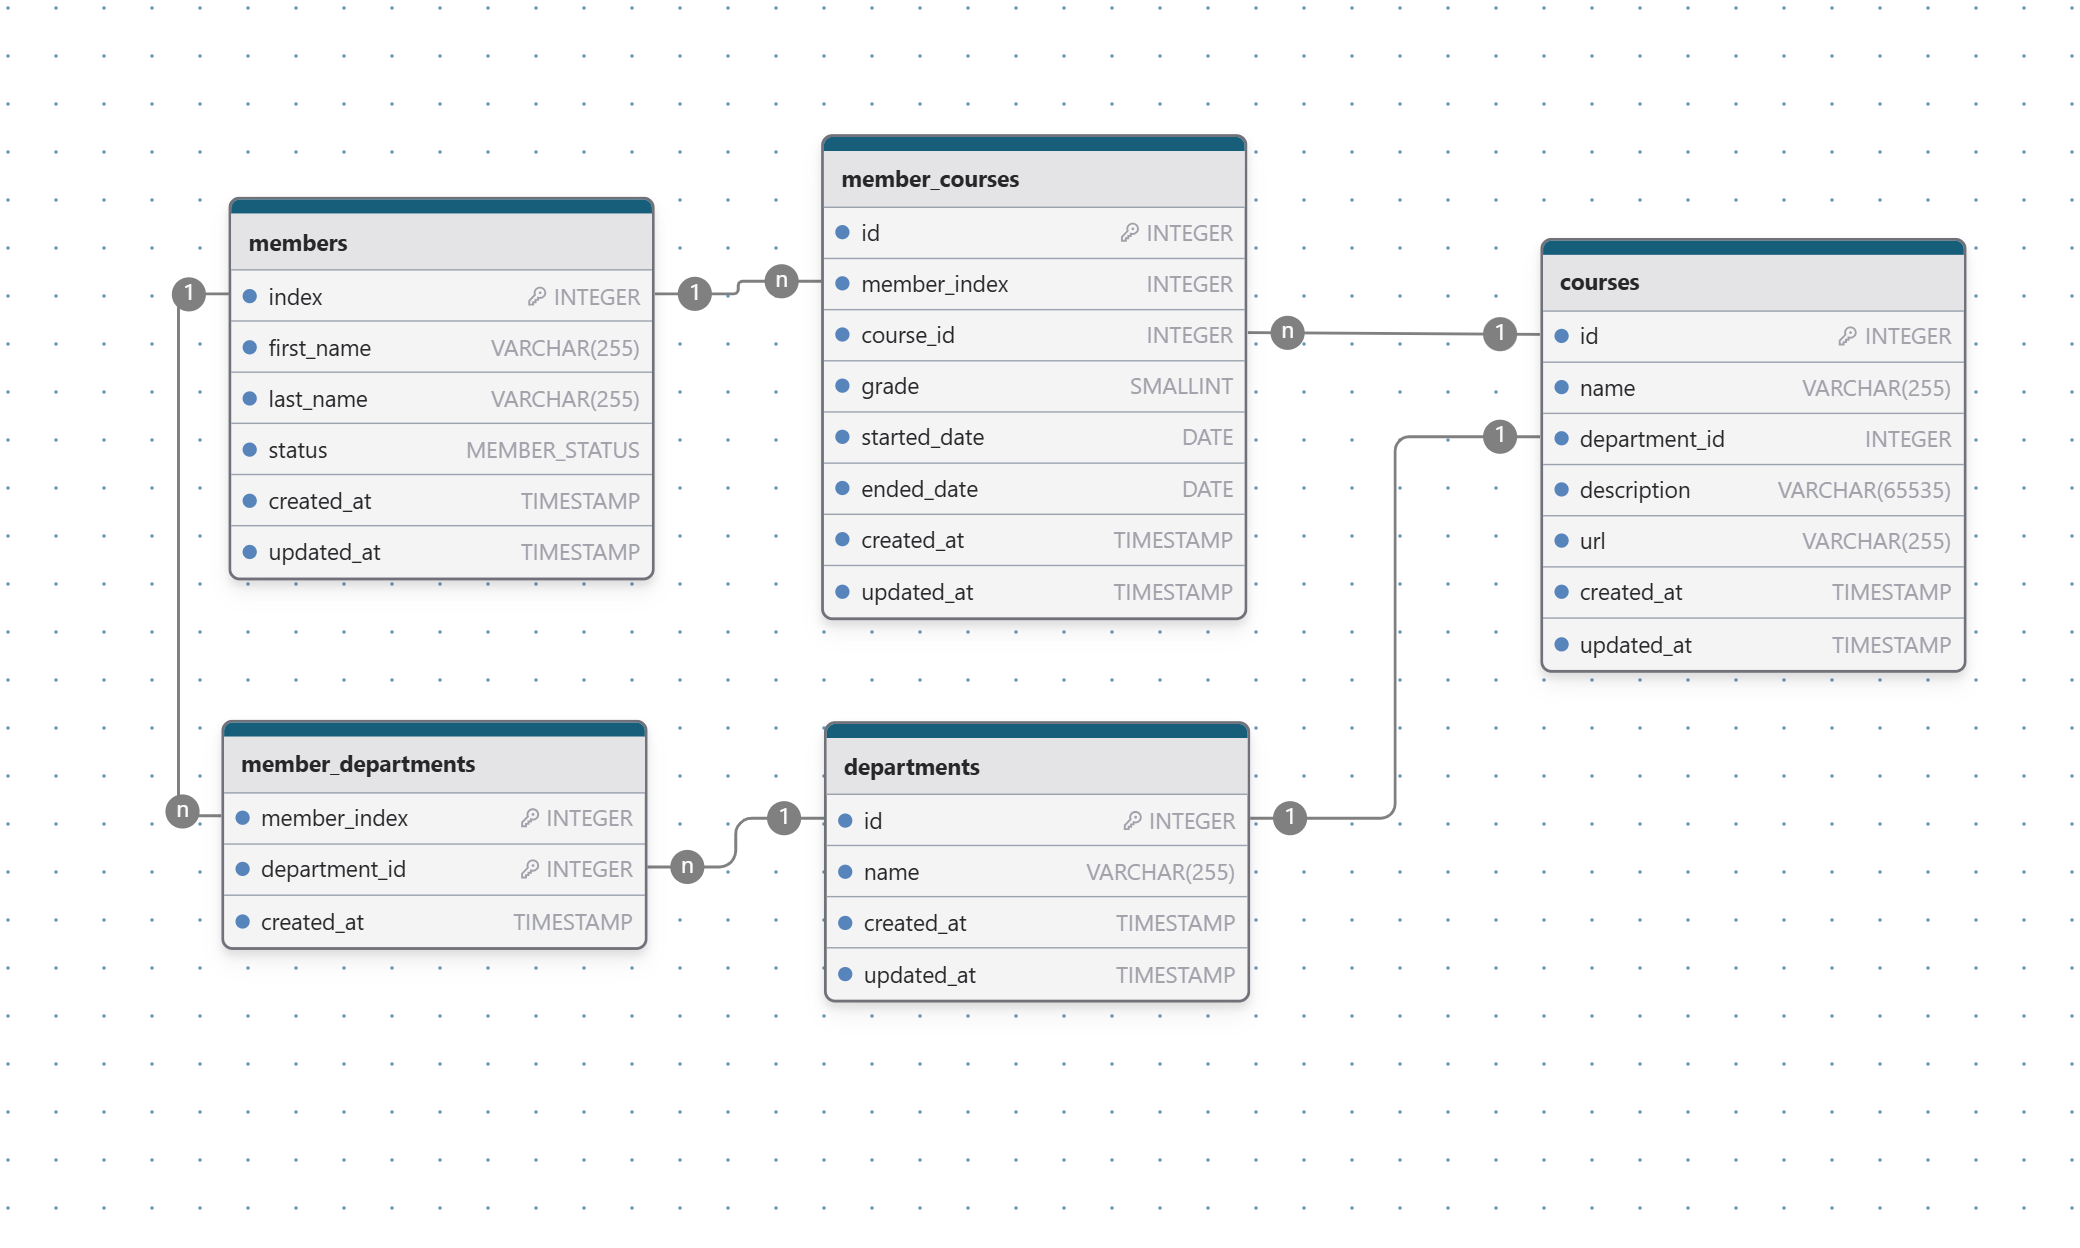 members
index INTEGER
first_name VARCHAR(255)
last_name VARCHAR(255)
status MEMBER_STATUS
created_at TIMESTAMP
updated_at TIMESTAMP
1
1
n
member_courses
id INTEGER
member_index INTEGER
course_id INTEGER
grade SMALLINT
started_date DATE
ended_date DATE
created_at TIMESTAMP
updated_at TIMESTAMP
n
1
courses
id INTEGER
name VARCHAR(255)
department_id INTEGER
description VARCHAR(65535)
url VARCHAR(255)
created_at TIMESTAMP
updated_at TIMESTAMP
1
n
member_departments
member_index INTEGER
department_id INTEGER
created_at TIMESTAMP
n
1
departments
id INTEGER
name VARCHAR(255)
created_at TIMESTAMP
updated_at TIMESTAMP
1